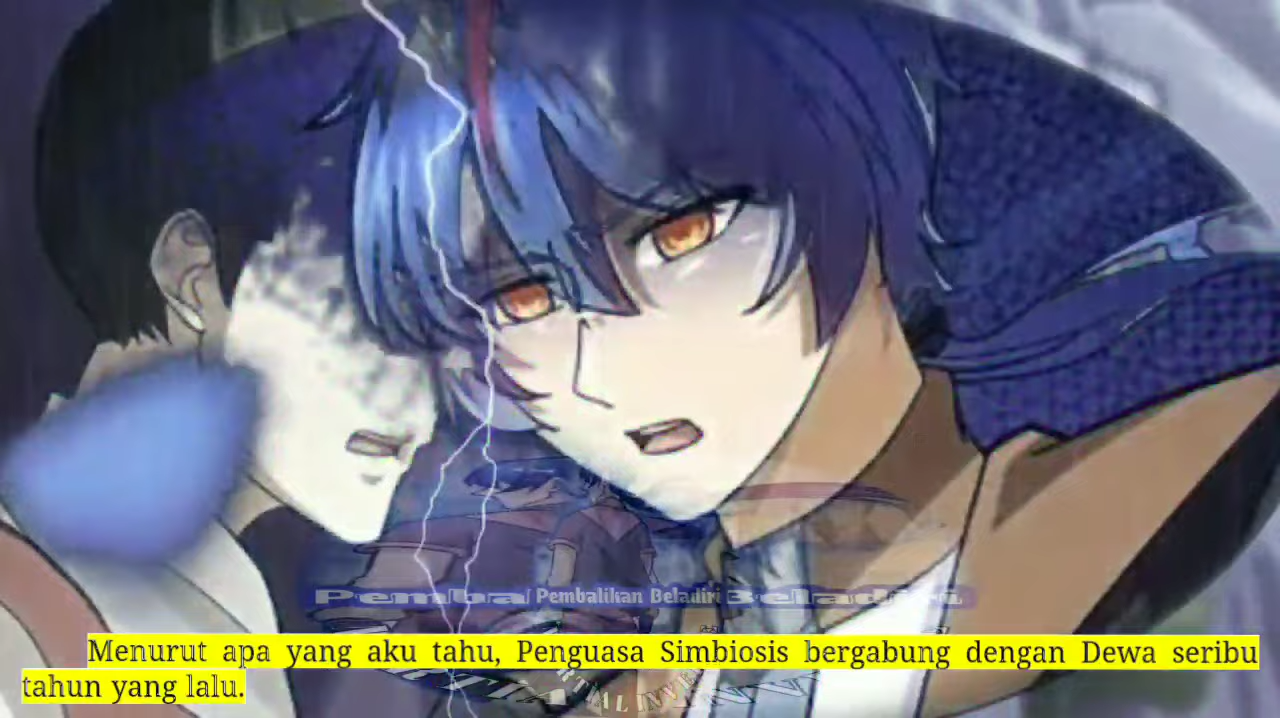 Pembalikan Beladiri
Menurut apa yang aku tahu, Penguasa Simbiosis bergabung dengan Dewa seribu
tahun yang lalu.